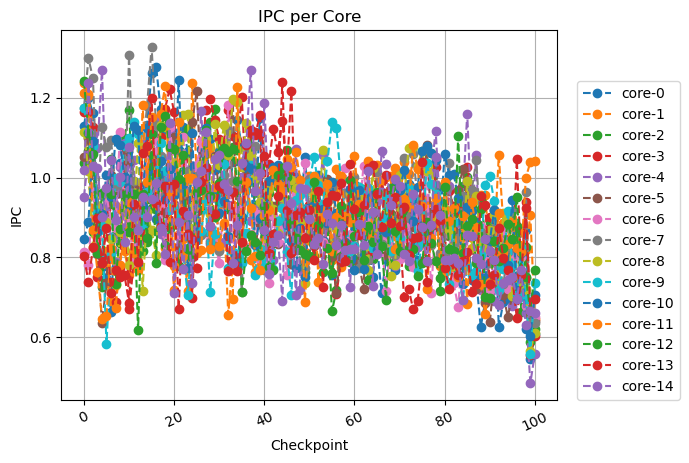 IPC per Core
IPC
1.2
1.0
0.8
0.6
0
20
40
60
80
100
Checkpoint
core-0
core-1
core-2
core-3
core-4
core-5
core-6
core-7
core-8
core-9
core-10
core-11
core-12
core-13
core-14